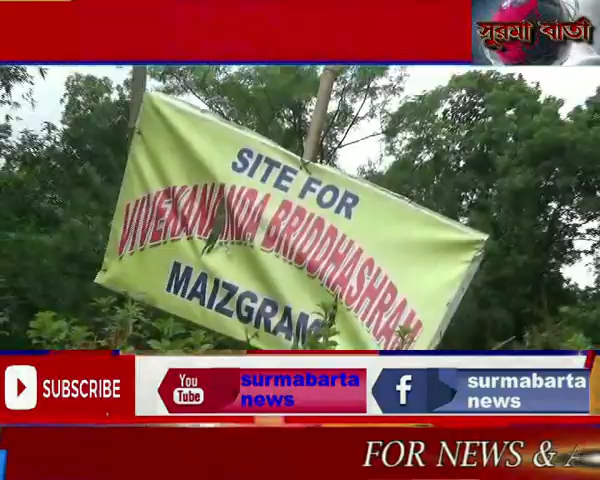 সুরমা বার্তা
SITE FOR
VIVEKANANDA BRIDDHASHRAM
MAIZGRAM
SUBSCRIBE
You Tube
surmabarta news
surmabarta news
FOR NEWS &